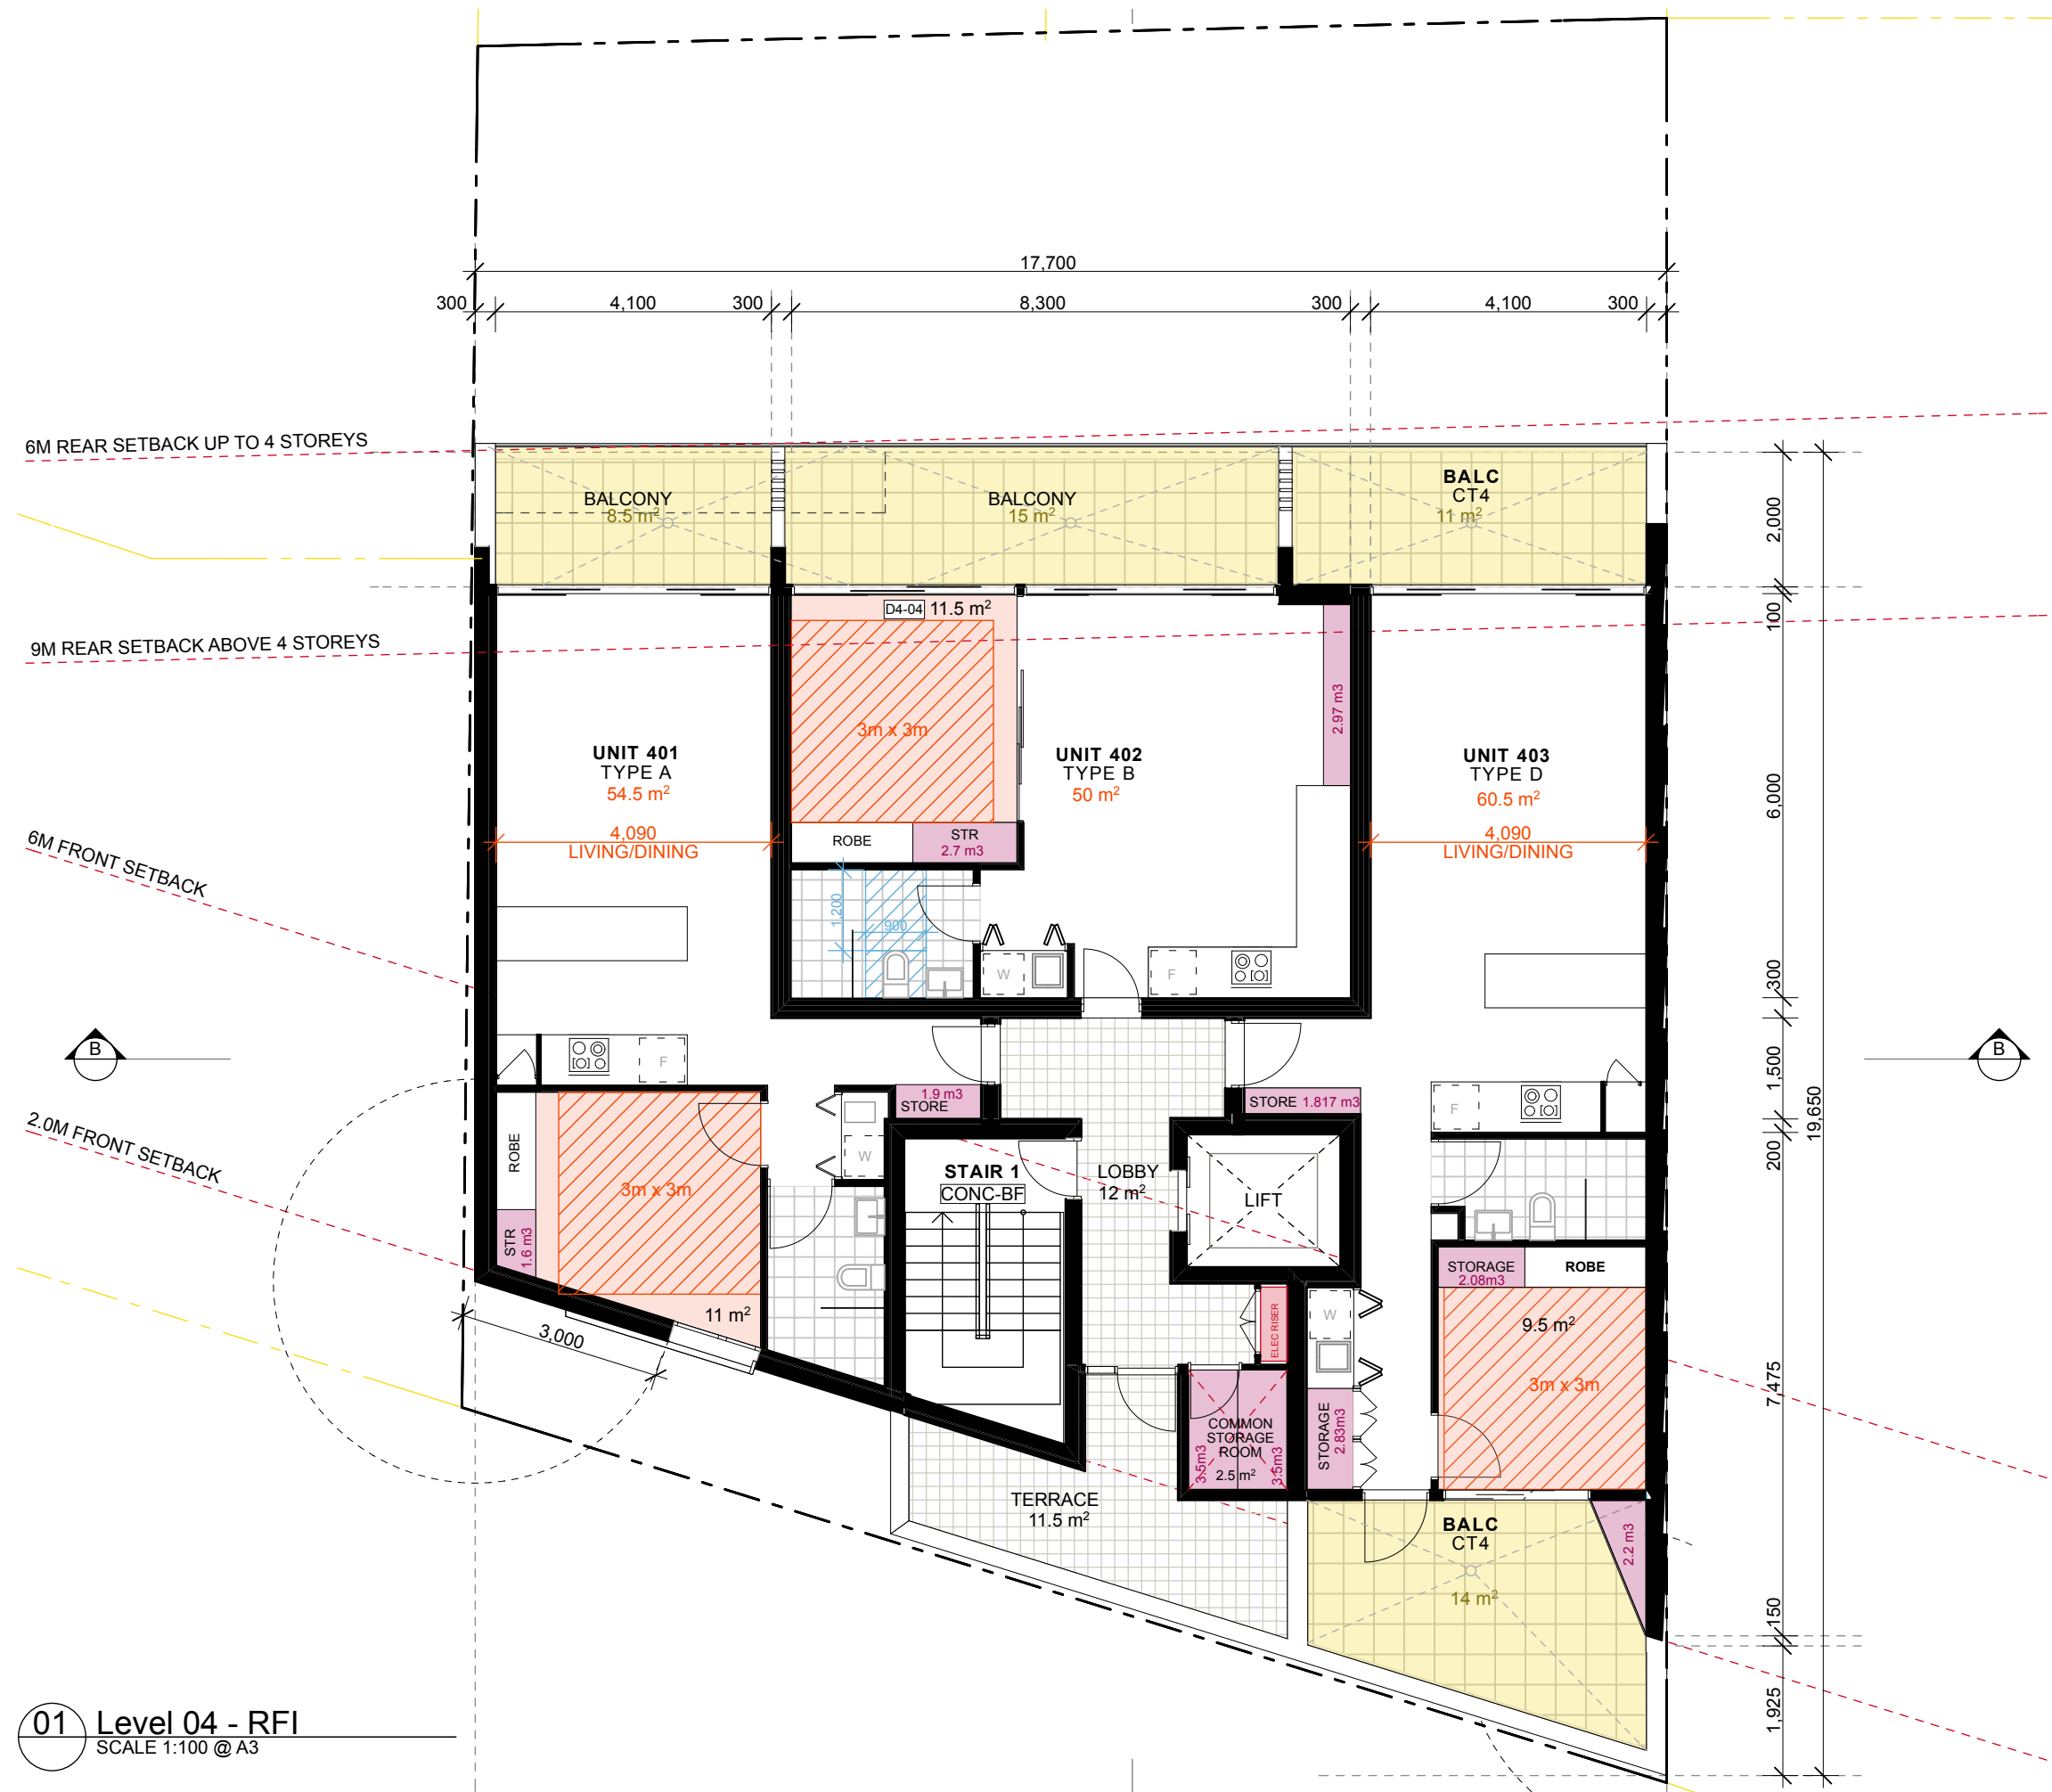 17,700
300
4,100
300
8,300
300
4,100
300
6M REAR SETBACK UP TO 4 STOREYS
BALCONY
8.5 m²
BALCONY
15 m²
BALC
CT4
11 m²
2,000
D4-04 11.5 m²
100
9M REAR SETBACK ABOVE 4 STOREYS
3m x 3m
2.97 m3
UNIT 401
TYPE A
54.5 m²
UNIT 402
TYPE B
50 m²
UNIT 403
TYPE D
60.5 m²
6,000
4,090
LIVING/DINING
ROBE
STR
2.7 m3
4,090
LIVING/DINING
6M FRONT SETBACK
1,200
900
W
F
300
B
F
B
1,500
19,650
1.9 m3
STORE
STORE 1.817 m3
F
2.0M FRONT SETBACK
ROBE
W
STAIR 1
CONC-BF
LOBBY
12 m²
LIFT
200
3m x 3m
STR
1.6 m3
STORAGE
2.08m3
ROBE
11 m²
3,000
ELEC RISER
W
9.5 m²
3m x 3m
7,475
COMMON
STORAGE
ROOM
2.5 m²
3.5m3
3.5m3
STORAGE
2.83m3
TERRACE
11.5 m²
BALC
CT4
14 m²
2.2 m3
150
1,925
01
Level 04 - RFI
SCALE 1:100 @ A3